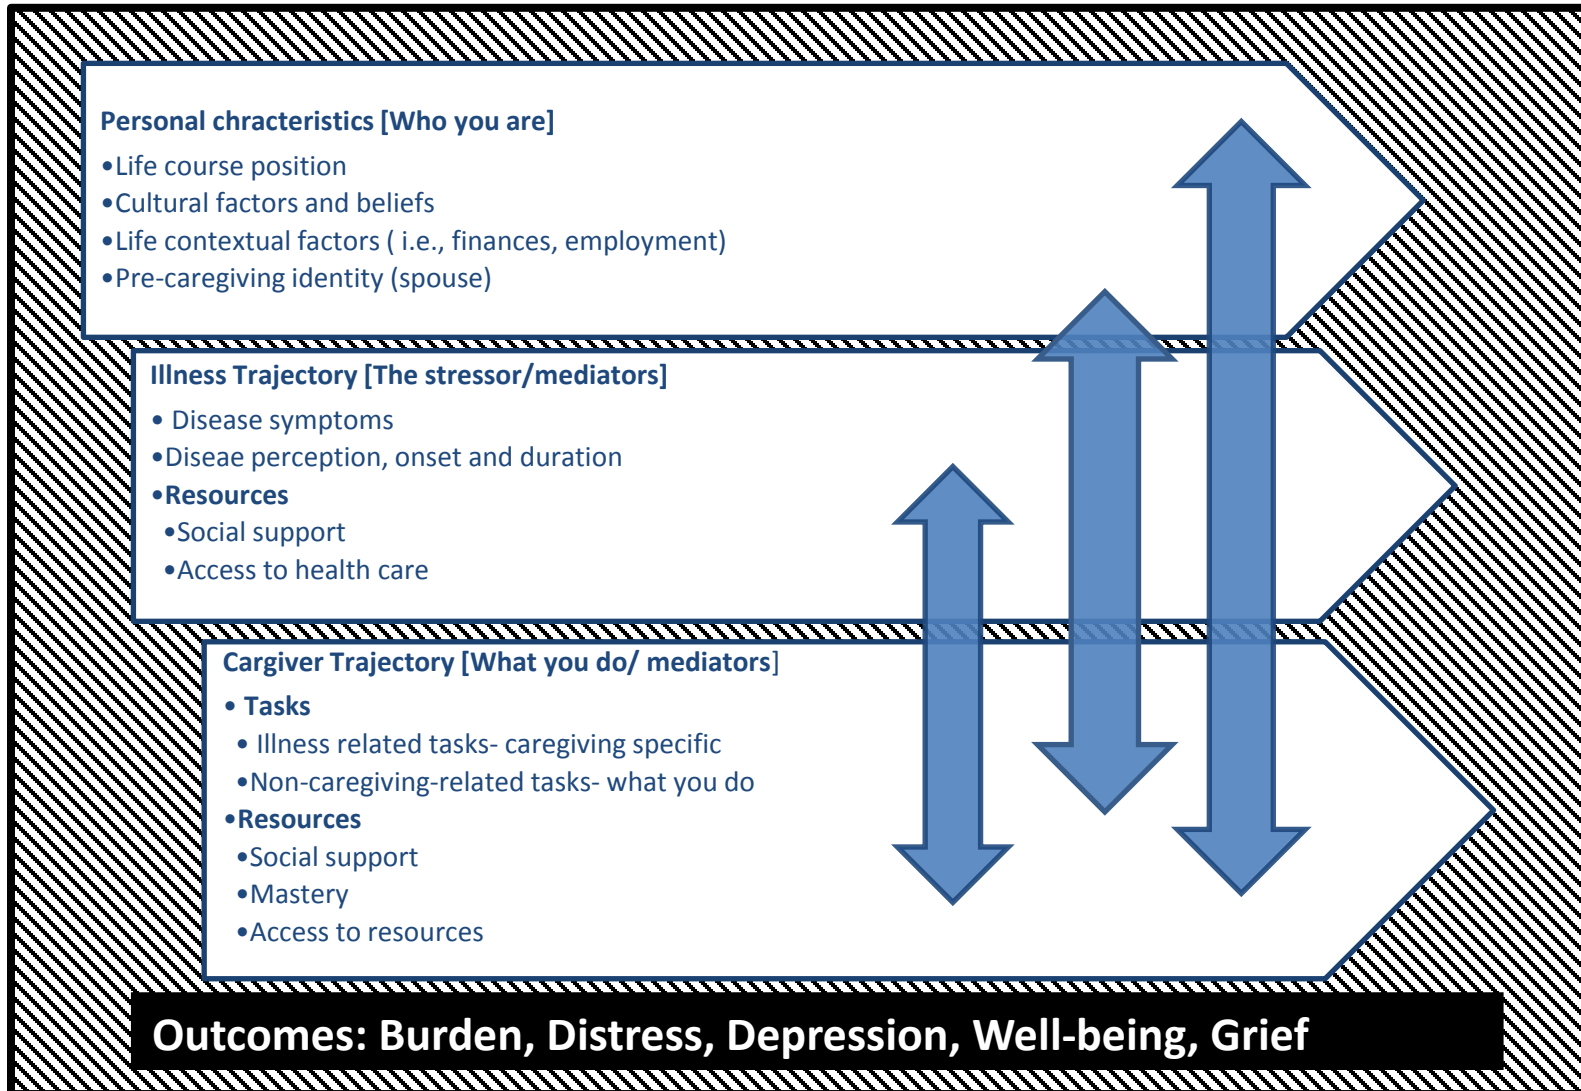 Personal chracteristics [Who you are]
•Life course position
•Cultural factors and beliefs
•Life contextual factors ( i.e., finances, employment)
•Pre-caregiving identity (spouse)
Illness Trajectory [The stressor/mediators]
• Disease symptoms
•Diseae perception, onset and duration
•Resources
•Social support
•Access to health care
Cargiver Trajectory [What you do/ mediators]
• Tasks
• Illness related tasks- caregiving specific
•Non-caregiving-related tasks- what you do
•Resources
•Social support
•Mastery
•Access to resources
Outcomes: Burden, Distress, Depression, Well-being, Grief